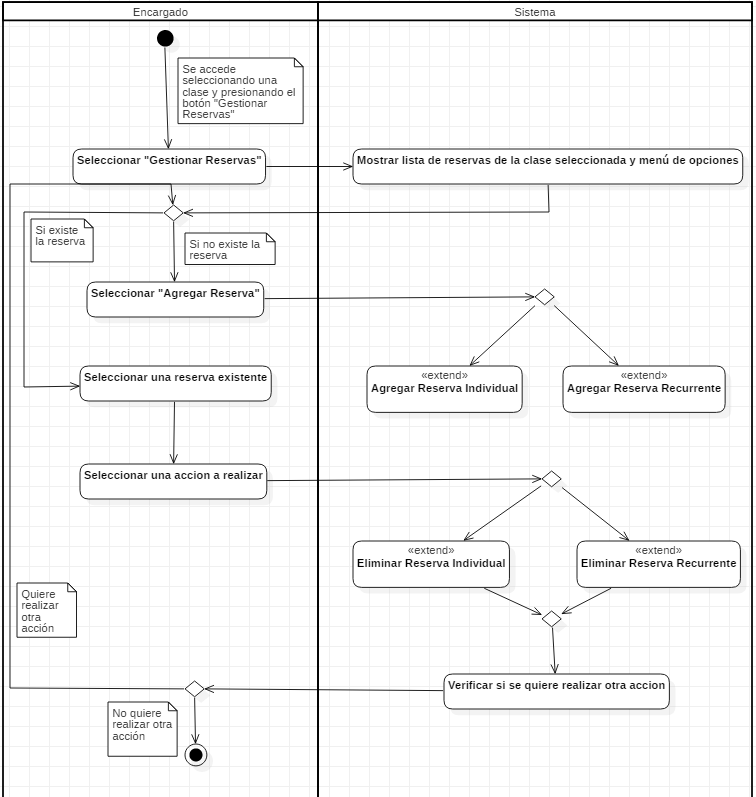 Encargado
Sistema
Se accede
seleccionando una
clase y presionando el
botón "Gestionar
Reservas"
Seleccionar "Gestionar Reservas"
Mostrar lista de reservas de la clase seleccionada y menú de opciones
Si existe
la reserva
Si no existe la
reserva
Seleccionar "Agregar Reserva"
«extend»
Agregar Reserva Individual
«extend»
Agregar Reserva Recurrente
Seleccionar una reserva existente
Seleccionar una accion a realizar
«extend»
Eliminar Reserva Individual
«extend»
Eliminar Reserva Recurrente
Quiere
realizar
otra
acción
Verificar si se quiere realizar otra accion
No quiere
realizar otra
acción